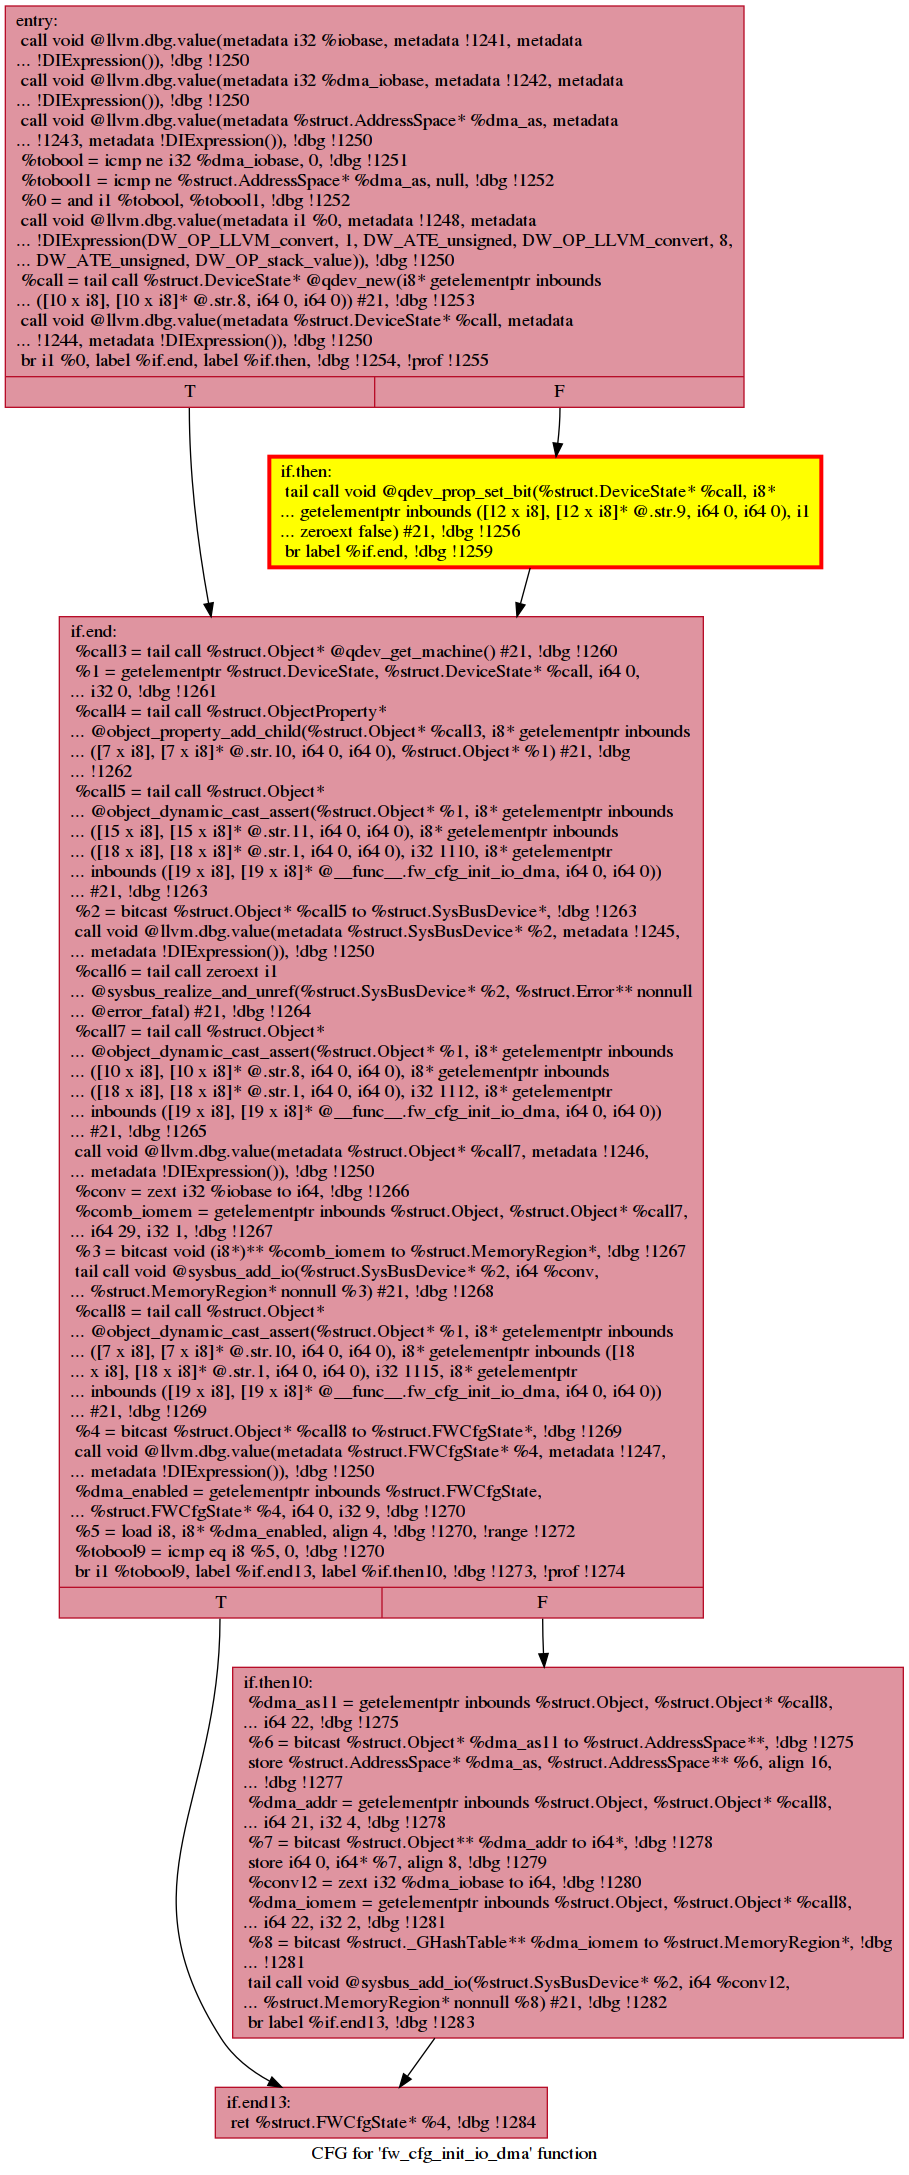 entry:
call void @llvm.dbg.value(metadata i32 %iobase, metadata !1241, metadata
... !DIExpression()), !dbg !1250
call void @llvm.dbg.value(metadata i32 %dma_iobase, metadata !1242, metadata
... !DIExpression()), !dbg !1250
call void @llvm.dbg.value(metadata %struct.AddressSpace* %dma_as, metadata
... !1243, metadata !DIExpression()), !dbg !1250
%tobool = icmp ne i32 %dma_iobase, 0, !dbg !1251
%tobool1 = icmp ne %struct.AddressSpace* %dma_as, null, !dbg !1252
%0 = and i1 %tobool, %tobool1, !dbg !1252
call void @llvm.dbg.value(metadata i1 %0, metadata !1248, metadata
... !DIExpression(DW_OP_LLVM_convert, 1, DW_ATE_unsigned, DW_OP_LLVM_convert, 8,
... DW_ATE_unsigned, DW_OP_stack_value)), !dbg !1250
%call = tail call %struct.DeviceState* @qdev_new(i8* getelementptr inbounds
... ([10 x i8], [10 x i8]* @.str.8, i64 0, i64 0)) #21, !dbg !1253
call void @llvm.dbg.value(metadata %struct.DeviceState* %call, metadata
... !1244, metadata !DIExpression()), !dbg !1250
br i1 %0, label %if.end, label %if.then, !dbg !1254, !prof !1255
T F
if.then:
tail call void @qdev_prop_set_bit(%struct.DeviceState* %call, i8*
... getelementptr inbounds ([12 x i8], [12 x i8]* @.str.9, i64 0, i64 0), i1
... zeroext false) #21, !dbg !1256
br label %if.end, !dbg !1259
if.end:
%call3 = tail call %struct.Object* @qdev_get_machine() #21, !dbg !1260
%1 = getelementptr %struct.DeviceState, %struct.DeviceState* %call, i64 0,
... i32 0, !dbg !1261
%call4 = tail call %struct.ObjectProperty*
... @object_property_add_child(%struct.Object* %call3, i8* getelementptr inbounds
... ([7 x i8], [7 x i8]* @.str.10, i64 0, i64 0), %struct.Object* %1) #21, !dbg
... !1262
%call5 = tail call %struct.Object*
... @object_dynamic_cast_assert(%struct.Object* %1, i8* getelementptr inbounds
... ([15 x i8], [15 x i8]* @.str.11, i64 0, i64 0), i8* getelementptr inbounds
... ([18 x i8], [18 x i8]* @.str.1, i64 0, i64 0), i32 1110, i8* getelementptr
... inbounds ([19 x i8], [19 x i8]* @__func__.fw_cfg_init_io_dma, i64 0, i64 0))
... #21, !dbg !1263
%2 = bitcast %struct.Object* %call5 to %struct.SysBusDevice*, !dbg !1263
call void @llvm.dbg.value(metadata %struct.SysBusDevice* %2, metadata !1245,
... metadata !DIExpression()), !dbg !1250
%call6 = tail call zeroext i1
... @sysbus_realize_and_unref(%struct.SysBusDevice* %2, %struct.Error** nonnull
... @error_fatal) #21, !dbg !1264
%call7 = tail call %struct.Object*
... @object_dynamic_cast_assert(%struct.Object* %1, i8* getelementptr inbounds
... ([10 x i8], [10 x i8]* @.str.8, i64 0, i64 0), i8* getelementptr inbounds
... ([18 x i8], [18 x i8]* @.str.1, i64 0, i64 0), i32 1112, i8* getelementptr
... inbounds ([19 x i8], [19 x i8]* @__func__.fw_cfg_init_io_dma, i64 0, i64 0))
... #21, !dbg !1265
call void @llvm.dbg.value(metadata %struct.Object* %call7, metadata !1246,
... metadata !DIExpression()), !dbg !1250
%conv = zext i32 %iobase to i64, !dbg !1266
%comb_iomem = getelementptr inbounds %struct.Object, %struct.Object* %call7,
... i64 29, i32 1, !dbg !1267
%3 = bitcast void (i8*)** %comb_iomem to %struct.MemoryRegion*, !dbg !1267
tail call void @sysbus_add_io(%struct.SysBusDevice* %2, i64 %conv,
... %struct.MemoryRegion* nonnull %3) #21, !dbg !1268
%call8 = tail call %struct.Object*
... @object_dynamic_cast_assert(%struct.Object* %1, i8* getelementptr inbounds
... ([7 x i8], [7 x i8]* @.str.10, i64 0, i64 0), i8* getelementptr inbounds ([18
... x i8], [18 x i8]* @.str.1, i64 0, i64 0), i32 1115, i8* getelementptr
... inbounds ([19 x i8], [19 x i8]* @__func__.fw_cfg_init_io_dma, i64 0, i64 0))
... #21, !dbg !1269
%4 = bitcast %struct.Object* %call8 to %struct.FWCfgState*, !dbg !1269
call void @llvm.dbg.value(metadata %struct.FWCfgState* %4, metadata !1247,
... metadata !DIExpression()), !dbg !1250
%dma_enabled = getelementptr inbounds %struct.FWCfgState,
... %struct.FWCfgState* %4, i64 0, i32 9, !dbg !1270
%5 = load i8, i8* %dma_enabled, align 4, !dbg !1270, !range !1272
%tobool9 = icmp eq i8 %5, 0, !dbg !1270
br i1 %tobool9, label %if.end13, label %if.then10, !dbg !1273, !prof !1274
T F
if.then10:
%dma_as11 = getelementptr inbounds %struct.Object, %struct.Object* %call8,
... i64 22, !dbg !1275
%6 = bitcast %struct.Object* %dma_as11 to %struct.AddressSpace**, !dbg !1275
store %struct.AddressSpace* %dma_as, %struct.AddressSpace** %6, align 16,
... !dbg !1277
%dma_addr = getelementptr inbounds %struct.Object, %struct.Object* %call8,
... i64 21, i32 4, !dbg !1278
%7 = bitcast %struct.Object** %dma_addr to i64*, !dbg !1278
store i64 0, i64* %7, align 8, !dbg !1279
%conv12 = zext i32 %dma_iobase to i64, !dbg !1280
%dma_iomem = getelementptr inbounds %struct.Object, %struct.Object* %call8,
... i64 22, i32 2, !dbg !1281
%8 = bitcast %struct._GHashTable** %dma_iomem to %struct.MemoryRegion*, !dbg
... !1281
tail call void @sysbus_add_io(%struct.SysBusDevice* %2, i64 %conv12,
... %struct.MemoryRegion* nonnull %8) #21, !dbg !1282
br label %if.end13, !dbg !1283
if.end13:
ret %struct.FWCfgState* %4, !dbg !1284
CFG for 'fw_cfg_init_io_dma' function